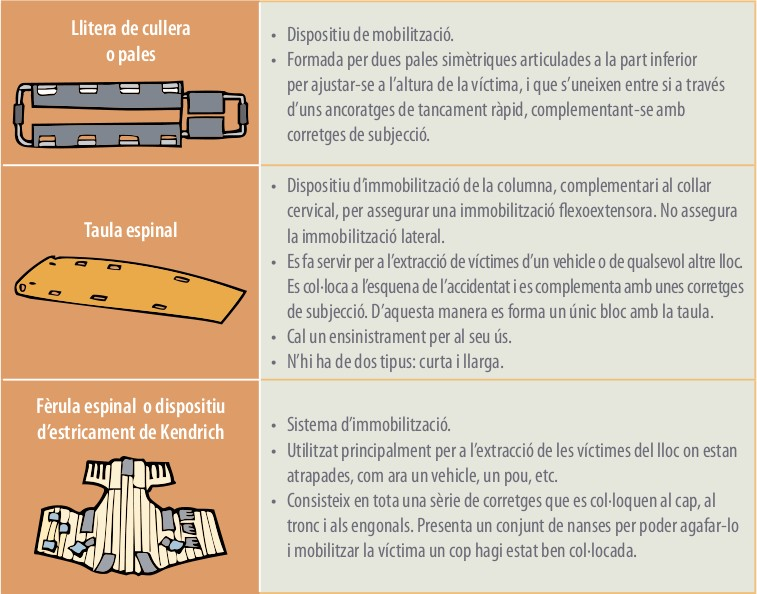 Llitera de cullera
o pales
• Dispositiu de mobilització.
• Formada per dues pales simètriques articulades a la part inferior
per ajustar-se a l'altura de la víctima, i que s'uneixen entre si a través
d'uns ancoratges de tancament ràpid, complementant-se amb
corretges de subjecció.
Taula espinal
• Dispositiu d'immobilització de la columna, complementari al collar
cervical, per assegurar una immobilització flexoextensora. No assegura
la immobilització lateral.
• Es fa servir per a l'extracció de víctimes d'un vehicle o de qualsevol altre lloc.
Es col·loca a l'esquena de l'accidentat i es complementa amb unes corretges
de subjecció. D'aquesta manera es forma un únic bloc amb la taula.
• Cal un ensinistrament per al seu ús.
• N'hi ha de dos tipus: curta i llarga.
Fèrula espinal o dispositiu
d'estricament de Kendrich
• Sistema d'immobilització.
• Utilitzat principalment per a l'extracció de les víctimes del lloc on estan
atrapades, com ara un vehicle, un pou, etc.
• Consisteix en tota una sèrie de corretges que es col·loquen al cap, al
tronc i als engonals. Presenta un conjunt de nanses per poder agafar-lo
i mobilitzar la víctima un cop hagi estat ben col·locada.